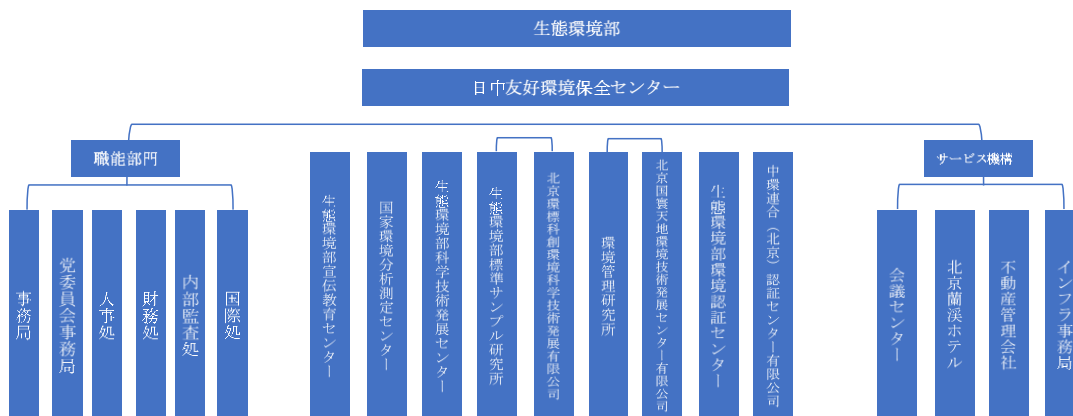 生態環境部
日中友好環境保全センター
職能部門
サービス機構
事務局
党委員会事務局
人事処
財務処
内部監査処
国際処
生態環境部宣伝教育センター
国家環境分析測定センター
生態環境部科学技術発展センター
生態環境部標準サンプル研究所
北京環標科創環境科学技術発展有限公司
環境管理研究所
北京国寰天地環境技術発展センター有限公司
生態環境部環境認証センター
中環連合（北京）認証センター有限公司
会議センター
北京蘭渓ホテル
不動産管理会社
インフラ事務局